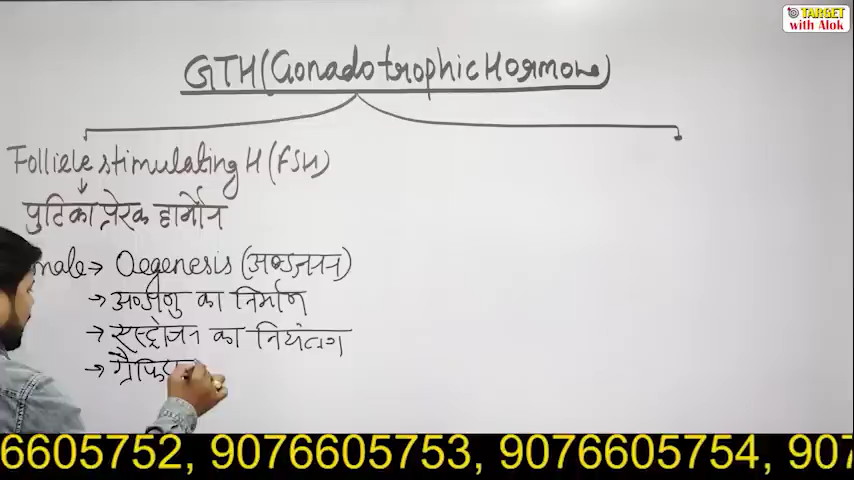 TARGET
with Alok
GTH (Gonadotrophic Hormone)
Follicle stimulating H (FSH)
↓
पुटिका प्रेरक हार्मोन
male → Oogenesis (अण्डजनन)
→ अण्डाणु का निर्माण
→ एस्ट्रोजन का नियंत्रण
→ ग्रैफि
6605752, 9076605753, 9076605754, 907